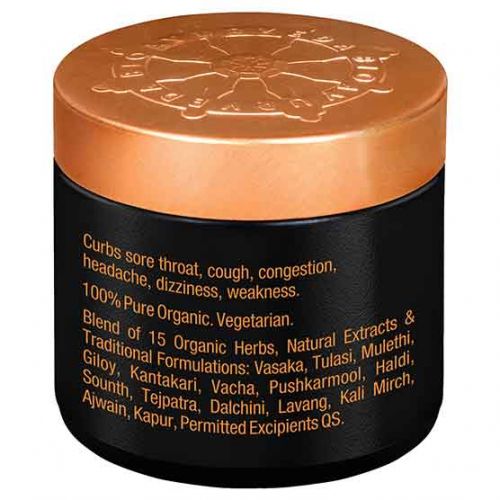 Curbs sore throat, cough, congestion,
headache, dizziness, weakness.
100% Pure Organic. Vegetarian.
Blend of 15 Organic Herbs, Natural Extracts &
Traditional Formulations: Vasaka, Tulasi, Mulethi,
Giloy, Kantakari, Vacha, Pushkarmool, Haldi,
Sounth, Tejpatra, Dalchini, Lavang, Kali Mirch,
Ajwain, Kapur, Permitted Excipients QS.